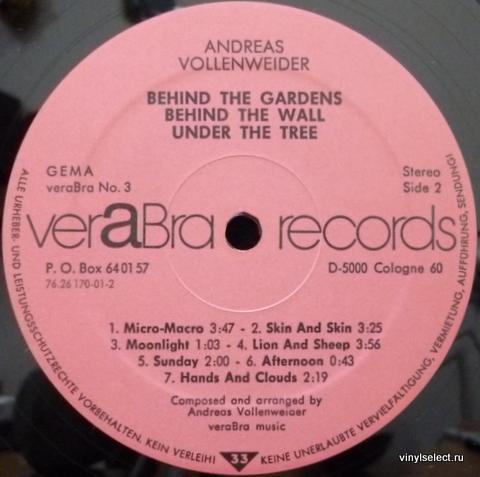 ANDREAS
VOLLENWEIDER
BEHIND THE GARDENS
BEHIND THE WALL
UNDER THE TREE
GEMA
veraBra No. 3
Stereo
Side 2
veraBra records
P. O. Box 64 01 57
D-5000 Cologne 60
76.26 170-01-2
1. Micro-Macro 3:47 - 2. Skin And Skin 3:25
3. Moonlight 1:03 - 4. Lion And Sheep 3:56
5. Sunday 2:00 - 6. Afternoon 0:43
7. Hands And Clouds 2:19
Composed and arranged by
Andreas Vollenweider
veraBra music
ALLE URHEBER- UND LEISTUNGSSCHUTZRECHTE VORBEHALTEN. KEIN VERLEIH! KEINE UNERLAUBTE VERVIELFÄLTIGUNG, VERMIETUNG, AUFFÜHRUNG, SENDUNG!
33
vinylselect.ru